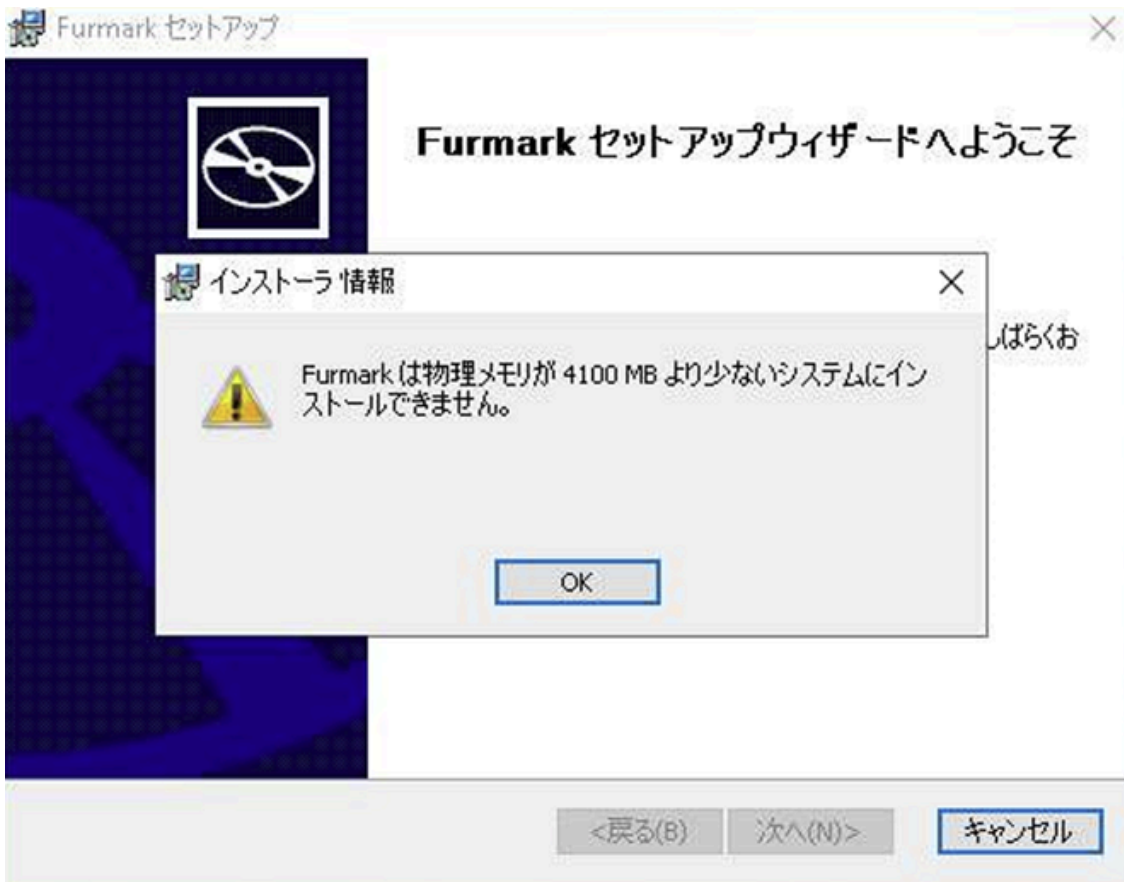 Furmark セットアップ
Furmark セットアップウィザードへようこそ
インストーラ情報
しばらくお
Furmark は物理メモリが 4100 MB より少ないシステムにイン
ストールできません。
OK
<戻る(B)
次へ(N)>
キャンセル